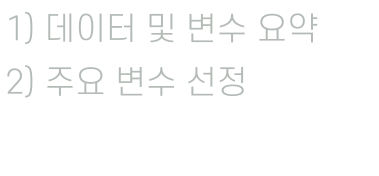 1) 데이터 및 변수 요약
2) 주요 변수 선정